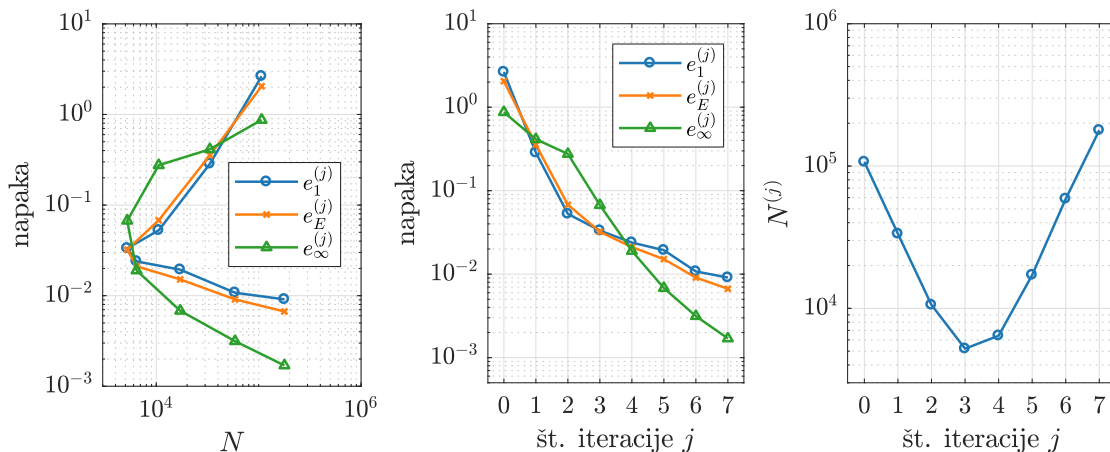 10^1
10^0
10^{-1}
10^{-2}
10^{-3}
napaka
10^4
10^6
N
e_1^{(j)}
e_E^{(j)}
e_∞^{(j)}
10^1
10^0
10^{-1}
10^{-2}
10^{-3}
napaka
0 1 2 3 4 5 6 7
št. iteracije j
e_1^{(j)}
e_E^{(j)}
e_∞^{(j)}
10^6
10^5
10^4
N^{(j)}
0 1 2 3 4 5 6 7
št. iteracije j